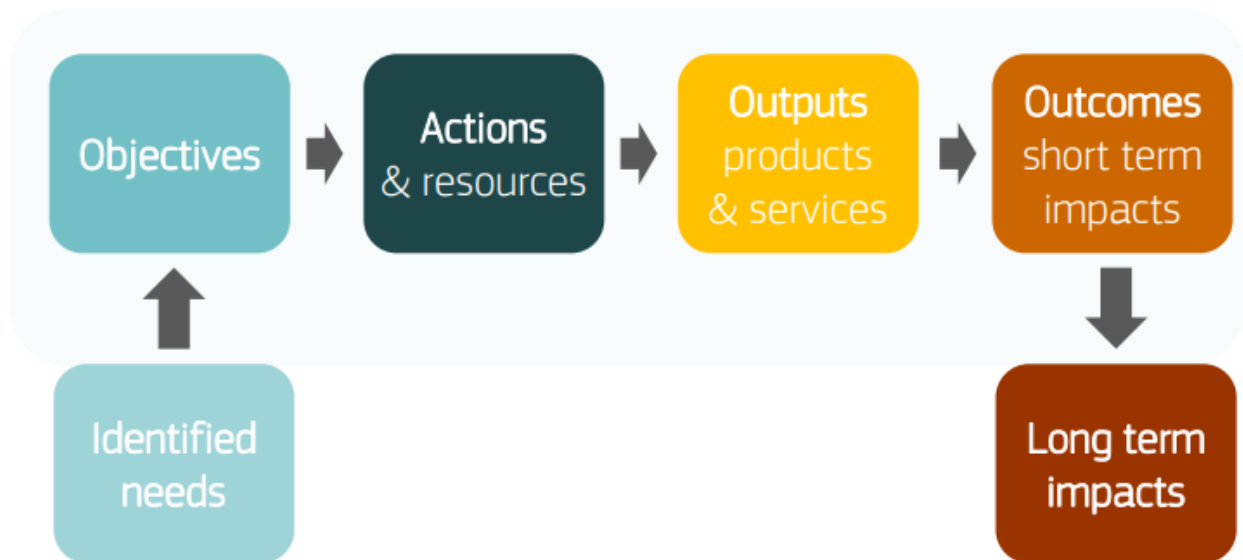 Objectives
Actions
& resources
Outputs
products
& services
Outcomes
short term
impacts
Identified
needs
Long term
impacts